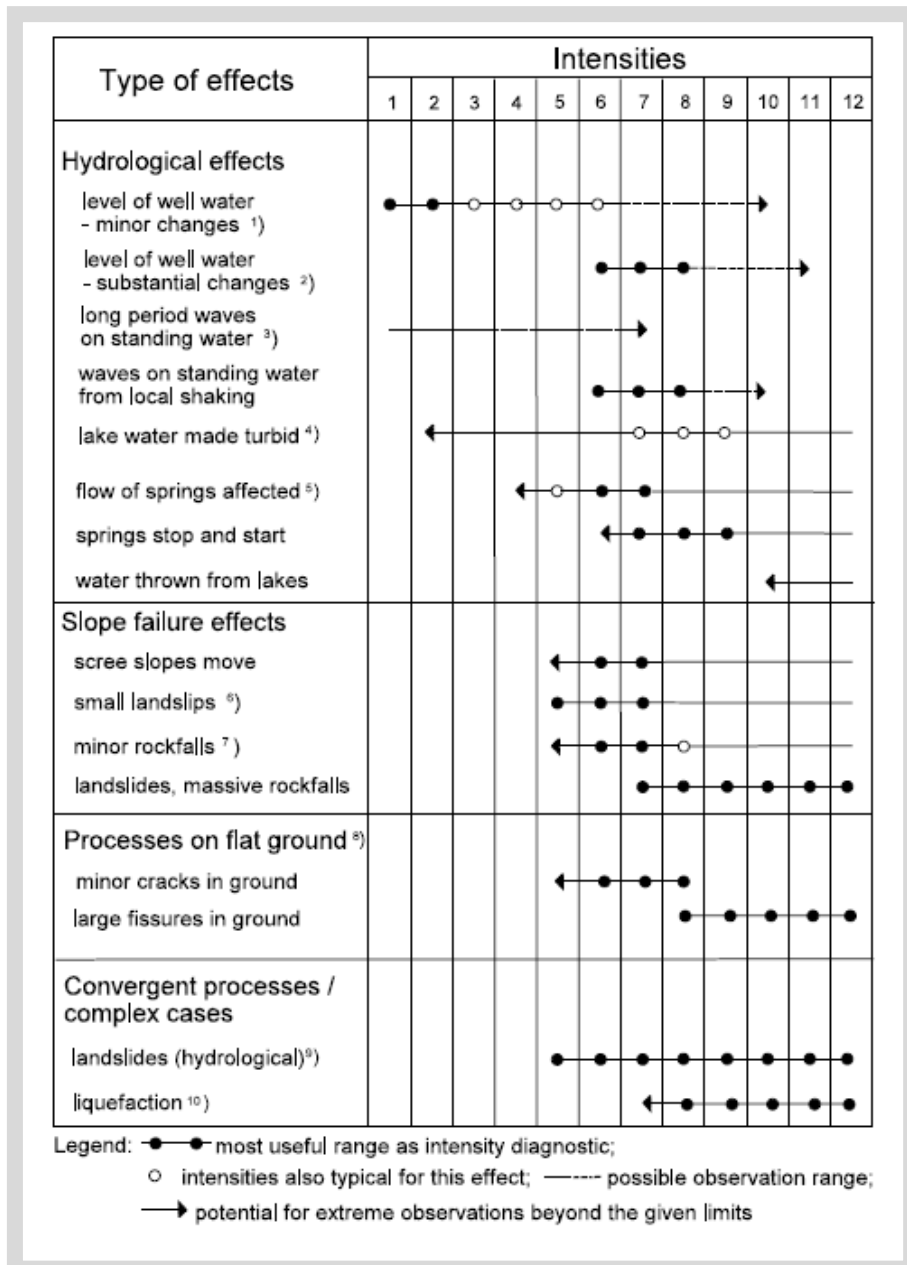 Type of effects
Intensities
1 2 3 4 5 6 7 8 9 10 11 12
Hydrological effects
level of well water
- minor changes ¹)
level of well water
- substantial changes ²)
long period waves
on standing water ³)
waves on standing water
from local shaking
lake water made turbid ⁴)
flow of springs affected ⁵)
springs stop and start
water thrown from lakes
Slope failure effects
scree slopes move
small landslips ⁶)
minor rockfalls ⁷)
landslides, massive rockfalls
Processes on flat ground ⁸)
minor cracks in ground
large fissures in ground
Convergent processes /
complex cases
landslides (hydrological)⁹)
liquefaction ¹⁰)
Legend: most useful range as intensity diagnostic;
intensities also typical for this effect; possible observation range;
potential for extreme observations beyond the given limits